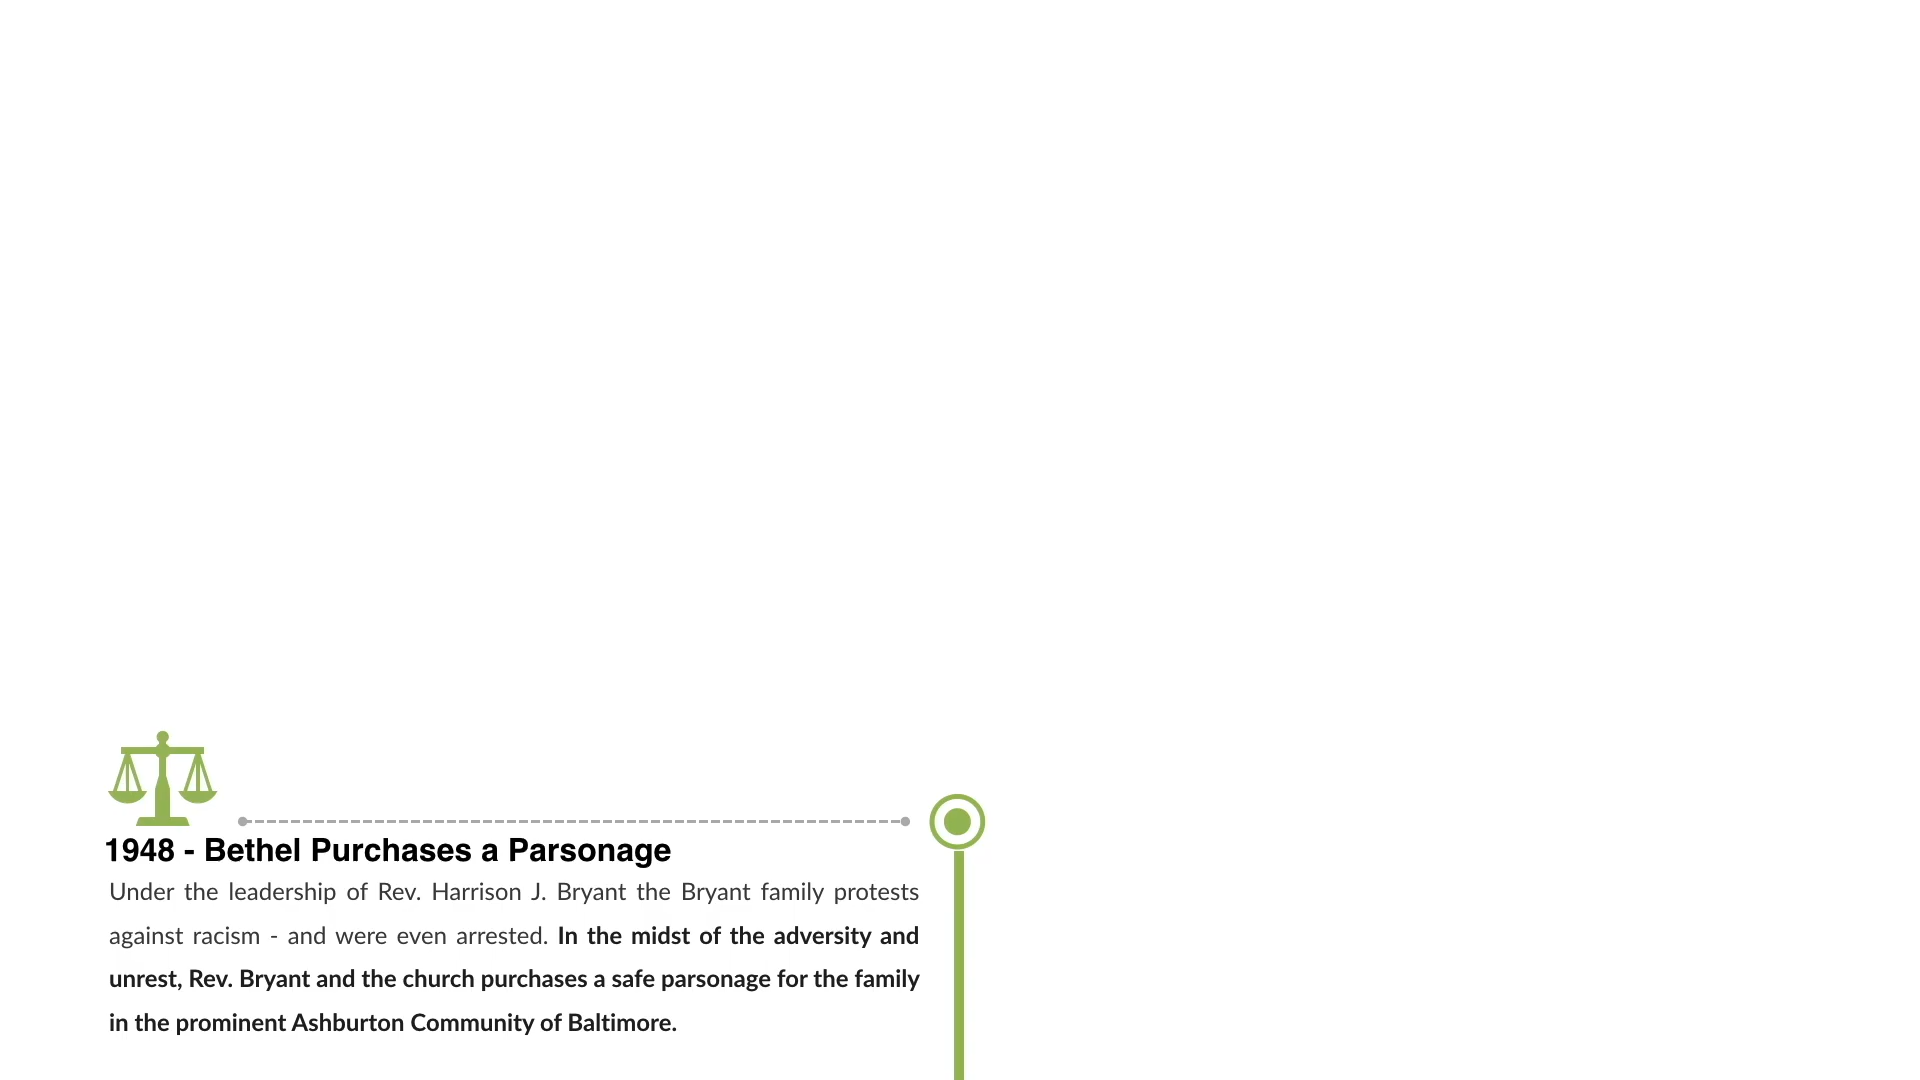 1948 - Bethel Purchases a Parsonage
Under the leadership of Rev. Harrison J. Bryant the Bryant family protests
against racism - and were even arrested. In the midst of the adversity and
unrest, Rev. Bryant and the church purchases a safe parsonage for the family
in the prominent Ashburton Community of Baltimore.